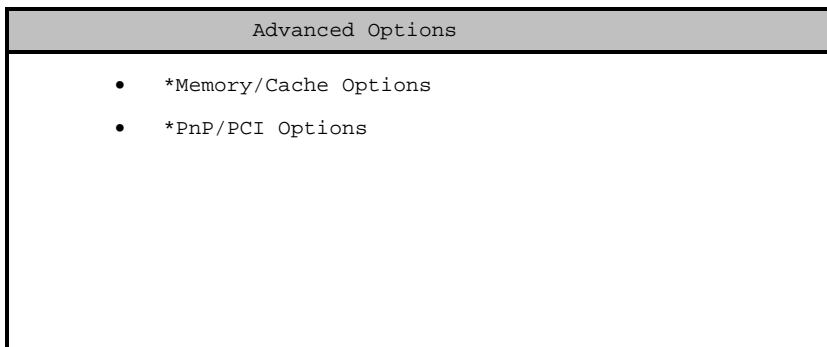 Advanced Options
• *Memory/Cache Options
• *PnP/PCI Options